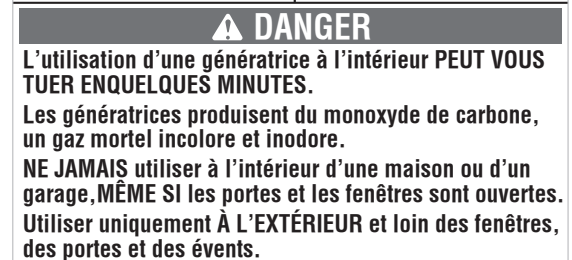 ⚠ DANGER
L'utilisation d'une génératrice à l'intérieur PEUT VOUS
TUER ENQUELQUES MINUTES.
Les génératrices produisent du monoxyde de carbone,
un gaz mortel incolore et inodore.
NE JAMAIS utiliser à l'intérieur d'une maison ou d'un
garage,MÊME SI les portes et les fenêtres sont ouvertes.
Utiliser uniquement À L'EXTÉRIEUR et loin des fenêtres,
des portes et des évents.